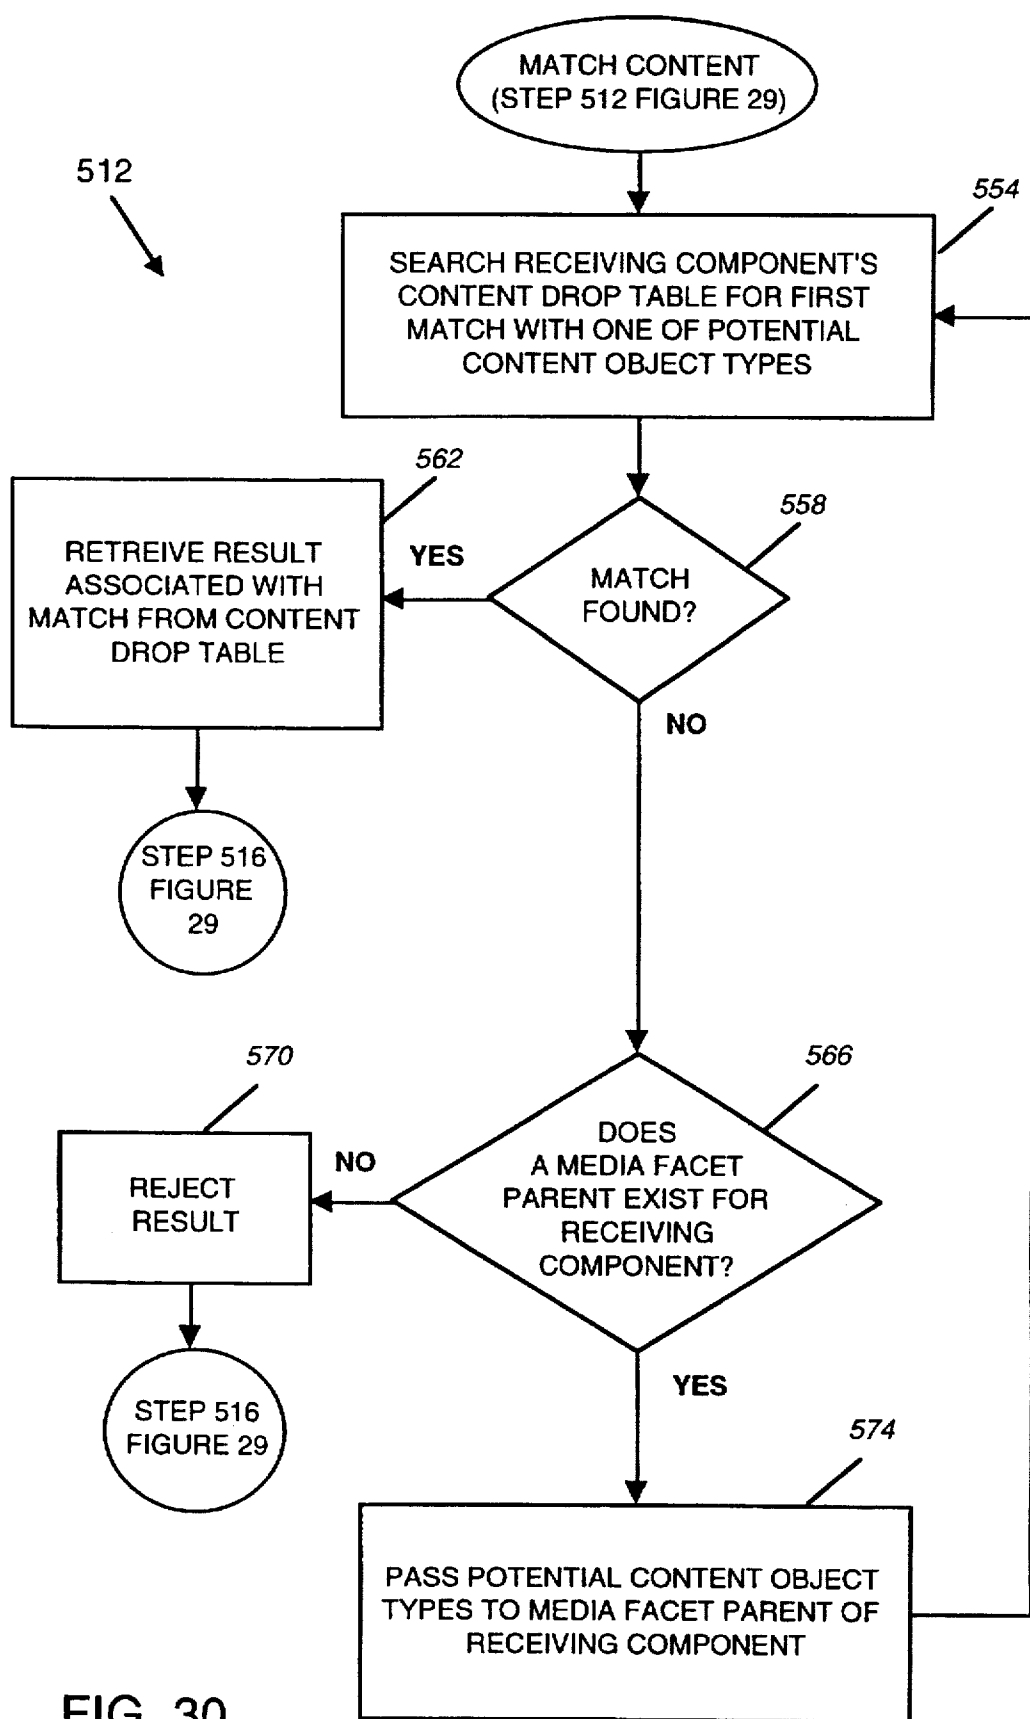 MATCH CONTENT
(STEP 512 FIGURE 29)
512
554
SEARCH RECEIVING COMPONENT'S
CONTENT DROP TABLE FOR FIRST
MATCH WITH ONE OF POTENTIAL
CONTENT OBJECT TYPES
562
558
RETREIVE RESULT
ASSOCIATED WITH
MATCH FROM CONTENT
DROP TABLE
YES
MATCH
FOUND?
NO
STEP 516
FIGURE
29
570
566
REJECT
RESULT
NO
DOES
A MEDIA FACET
PARENT EXIST FOR
RECEIVING
COMPONENT?
STEP 516
FIGURE 29
YES
574
PASS POTENTIAL CONTENT OBJECT
TYPES TO MEDIA FACET PARENT OF
RECEIVING COMPONENT
FIG. 30